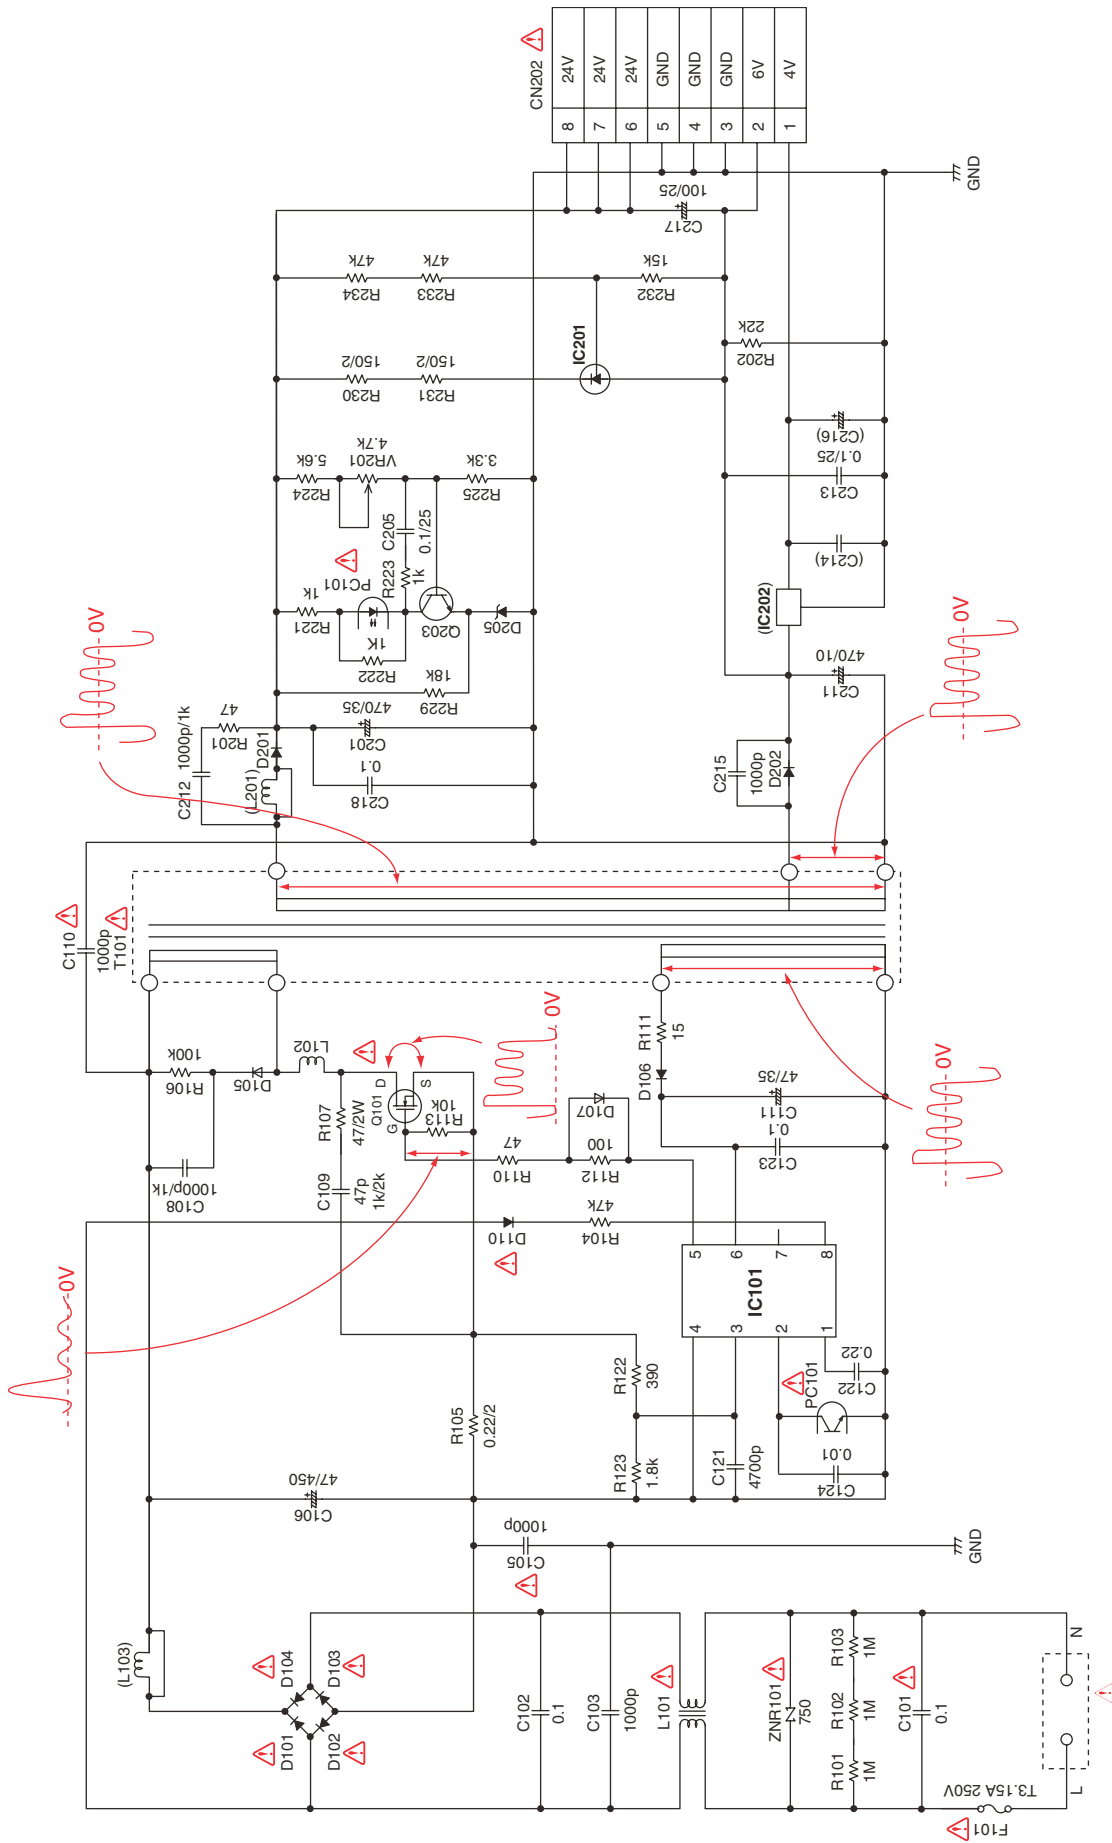 CN202
8 24V
7 24V
6 24V
5 GND
4 GND
3 GND
2 6V
1 4V
GND
100/25
C217
47k
R234
47k
R233
15k
R232
IC201
22k
R202
150/2
R230
150/2
R231
5.6k
R224
4.7k
VR201
3.3k
R225
C205
0.1/25
PC101
R223
1k
1k
R221
1K
R222
Q203
D205
18k
R229
(C216)
0.1/25
C213
(C214)
(IC202)
470/10
C211
0V
0V
47
R201
C212 1000p/1k
D201
(L201)
470/35
C201
0.1
C218
C215
1000p
D202
C110
1000p
T101
100k
R106
D105
L102
1000p/1k
C108
R107
47/2W
C109
47p
1k/2k
Q101
D
S
G
10k
R113
0V
47
R110
D107
100
R112
D110
47k
R104
D106
R111
15
47/35
C111
0.1
C123
0V
0V
IC101
5
6
7
8
4
3
2
1
R122
390
R105
0.22/2
R123
1.8k
C121
4700p
PC101
0.22
C122
0.01
C124
47/450
C106
1000p
C105
GND
(L103)
D104
D103
D101
D102
C102
0.1
C103
1000p
L101
ZNR101
750
R103
1M
R102
1M
R101
1M
C101
0.1
N
L
T3.15A 250V
F101